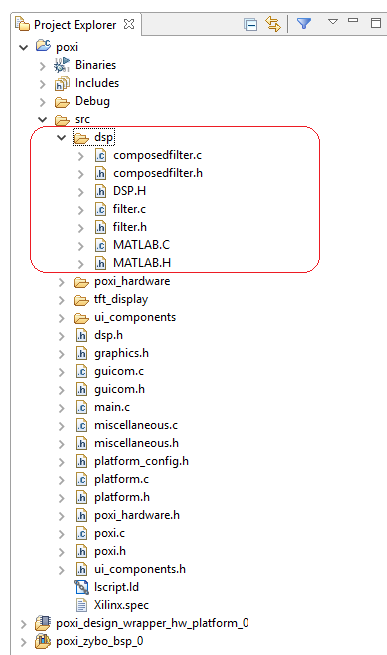 Project Explorer
poxi
Binaries
Includes
Debug
src
dsp
composedfilter.c
composedfilter.h
DSP.H
filter.c
filter.h
MATLAB.C
MATLAB.H
poxi_hardware
tft_display
ui_components
dsp.h
graphics.h
guicom.c
guicom.h
main.c
miscellaneous.c
miscellaneous.h
platform_config.h
platform.c
platform.h
poxi_hardware.h
poxi.c
poxi.h
ui_components.h
lscript.ld
Xilinx.spec
poxi_design_wrapper_hw_platform_0
poxi_zybo_bsp_0